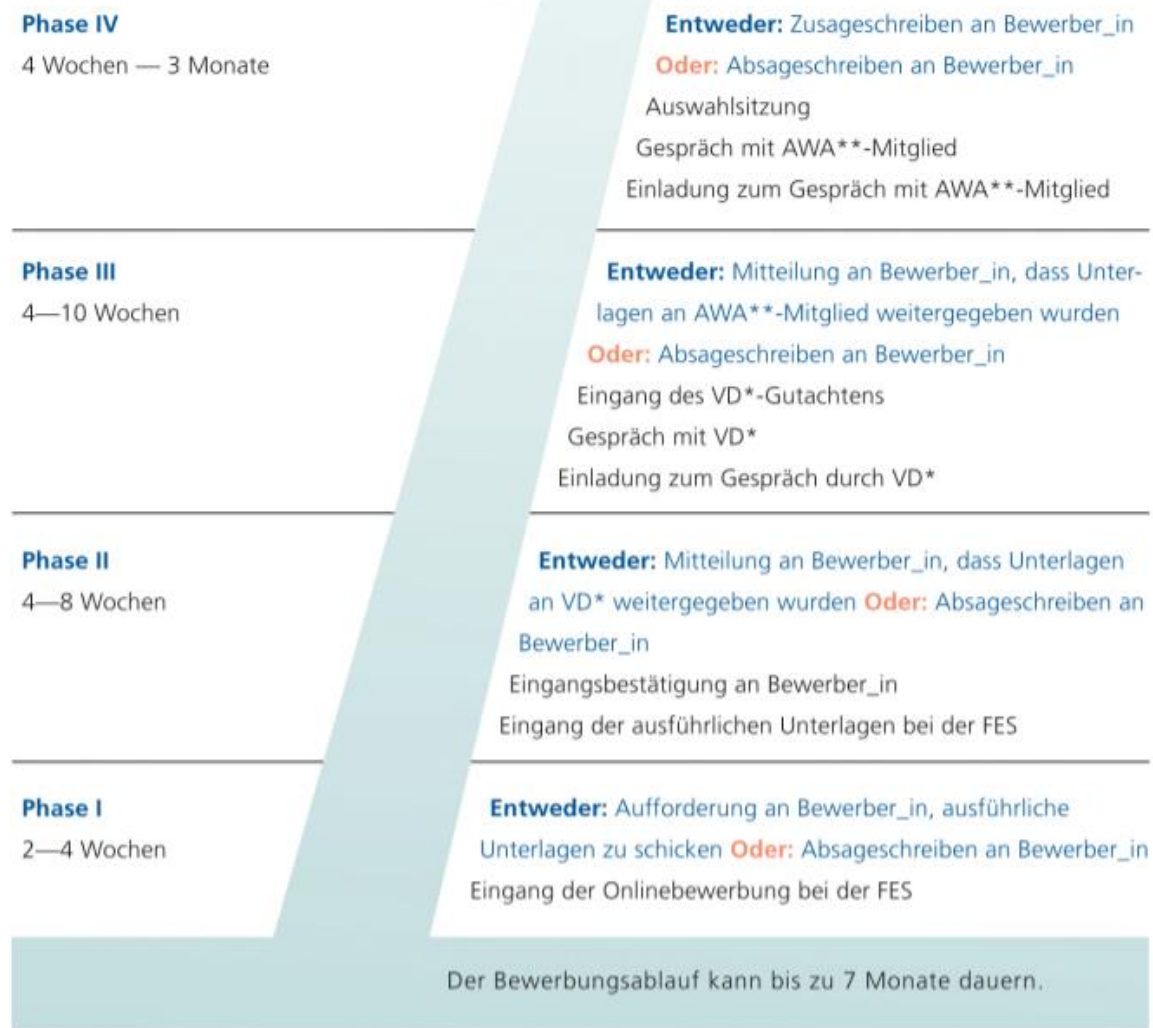 Phase IV
4 Wochen — 3 Monate
Entweder: Zusageschreiben an Bewerber_in
Oder: Absageschreiben an Bewerber_in
Auswahlsitzung
Gespräch mit AWA**-Mitglied
Einladung zum Gespräch mit AWA**-Mitglied
Phase III
4—10 Wochen
Entweder: Mitteilung an Bewerber_in, dass Unter-
lagen an AWA**-Mitglied weitergegeben wurden
Oder: Absageschreiben an Bewerber_in
Eingang des VD*-Gutachtens
Gespräch mit VD*
Einladung zum Gespräch durch VD*
Phase II
4—8 Wochen
Entweder: Mitteilung an Bewerber_in, dass Unterlagen
an VD* weitergegeben wurden Oder: Absageschreiben an
Bewerber_in
Eingangsbestätigung an Bewerber_in
Eingang der ausführlichen Unterlagen bei der FES
Phase I
2—4 Wochen
Entweder: Aufforderung an Bewerber_in, ausführliche
Unterlagen zu schicken Oder: Absageschreiben an Bewerber_in
Eingang der Onlinebewerbung bei der FES
Der Bewerbungsablauf kann bis zu 7 Monate dauern.